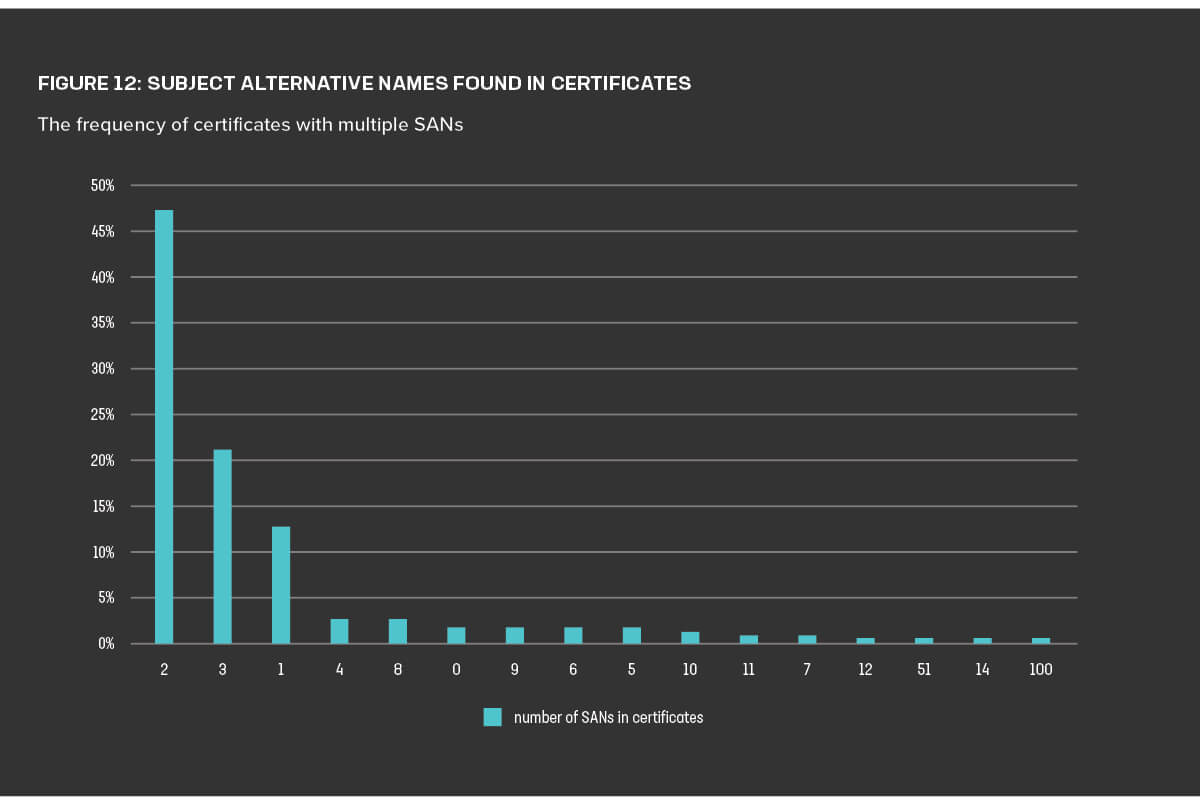 FIGURE 12: SUBJECT ALTERNATIVE NAMES FOUND IN CERTIFICATES
The frequency of certificates with multiple SANs
50%
45%
40%
35%
30%
25%
20%
15%
10%
5%
0%
2 3 1 4 8 0 9 6 5 10 11 7 12 51 14 100
number of SANs in certificates